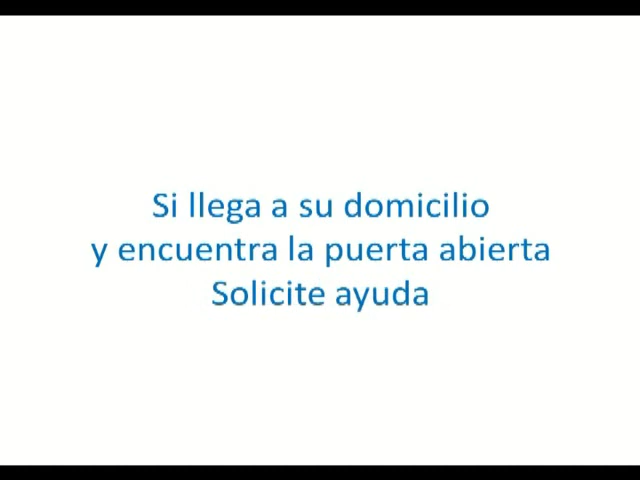 Si llega a su domicilio
y encuentra la puerta abierta
Solicite ayuda